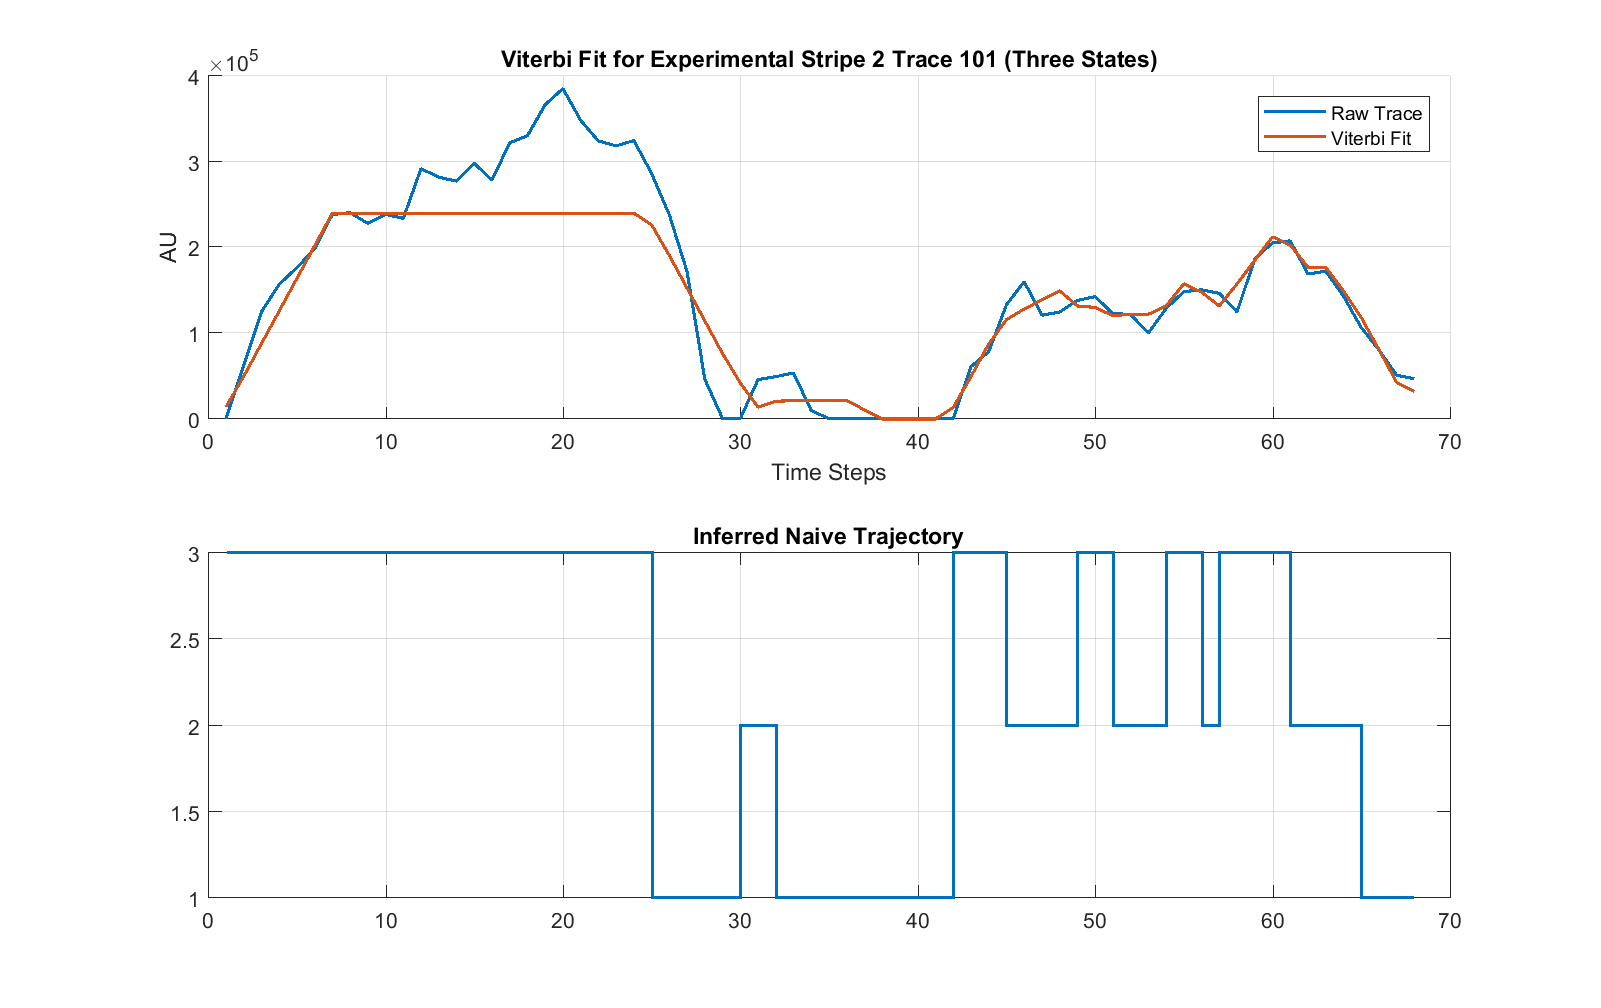 Viterbi Fit for Experimental Stripe 2 Trace 101 (Three States)
×10^5
4
3
2
1
0
AU
Raw Trace
Viterbi Fit
0 10 20 30 40 50 60 70
Time Steps
Inferred Naive Trajectory
3
2.5
2
1.5
1
0 10 20 30 40 50 60 70